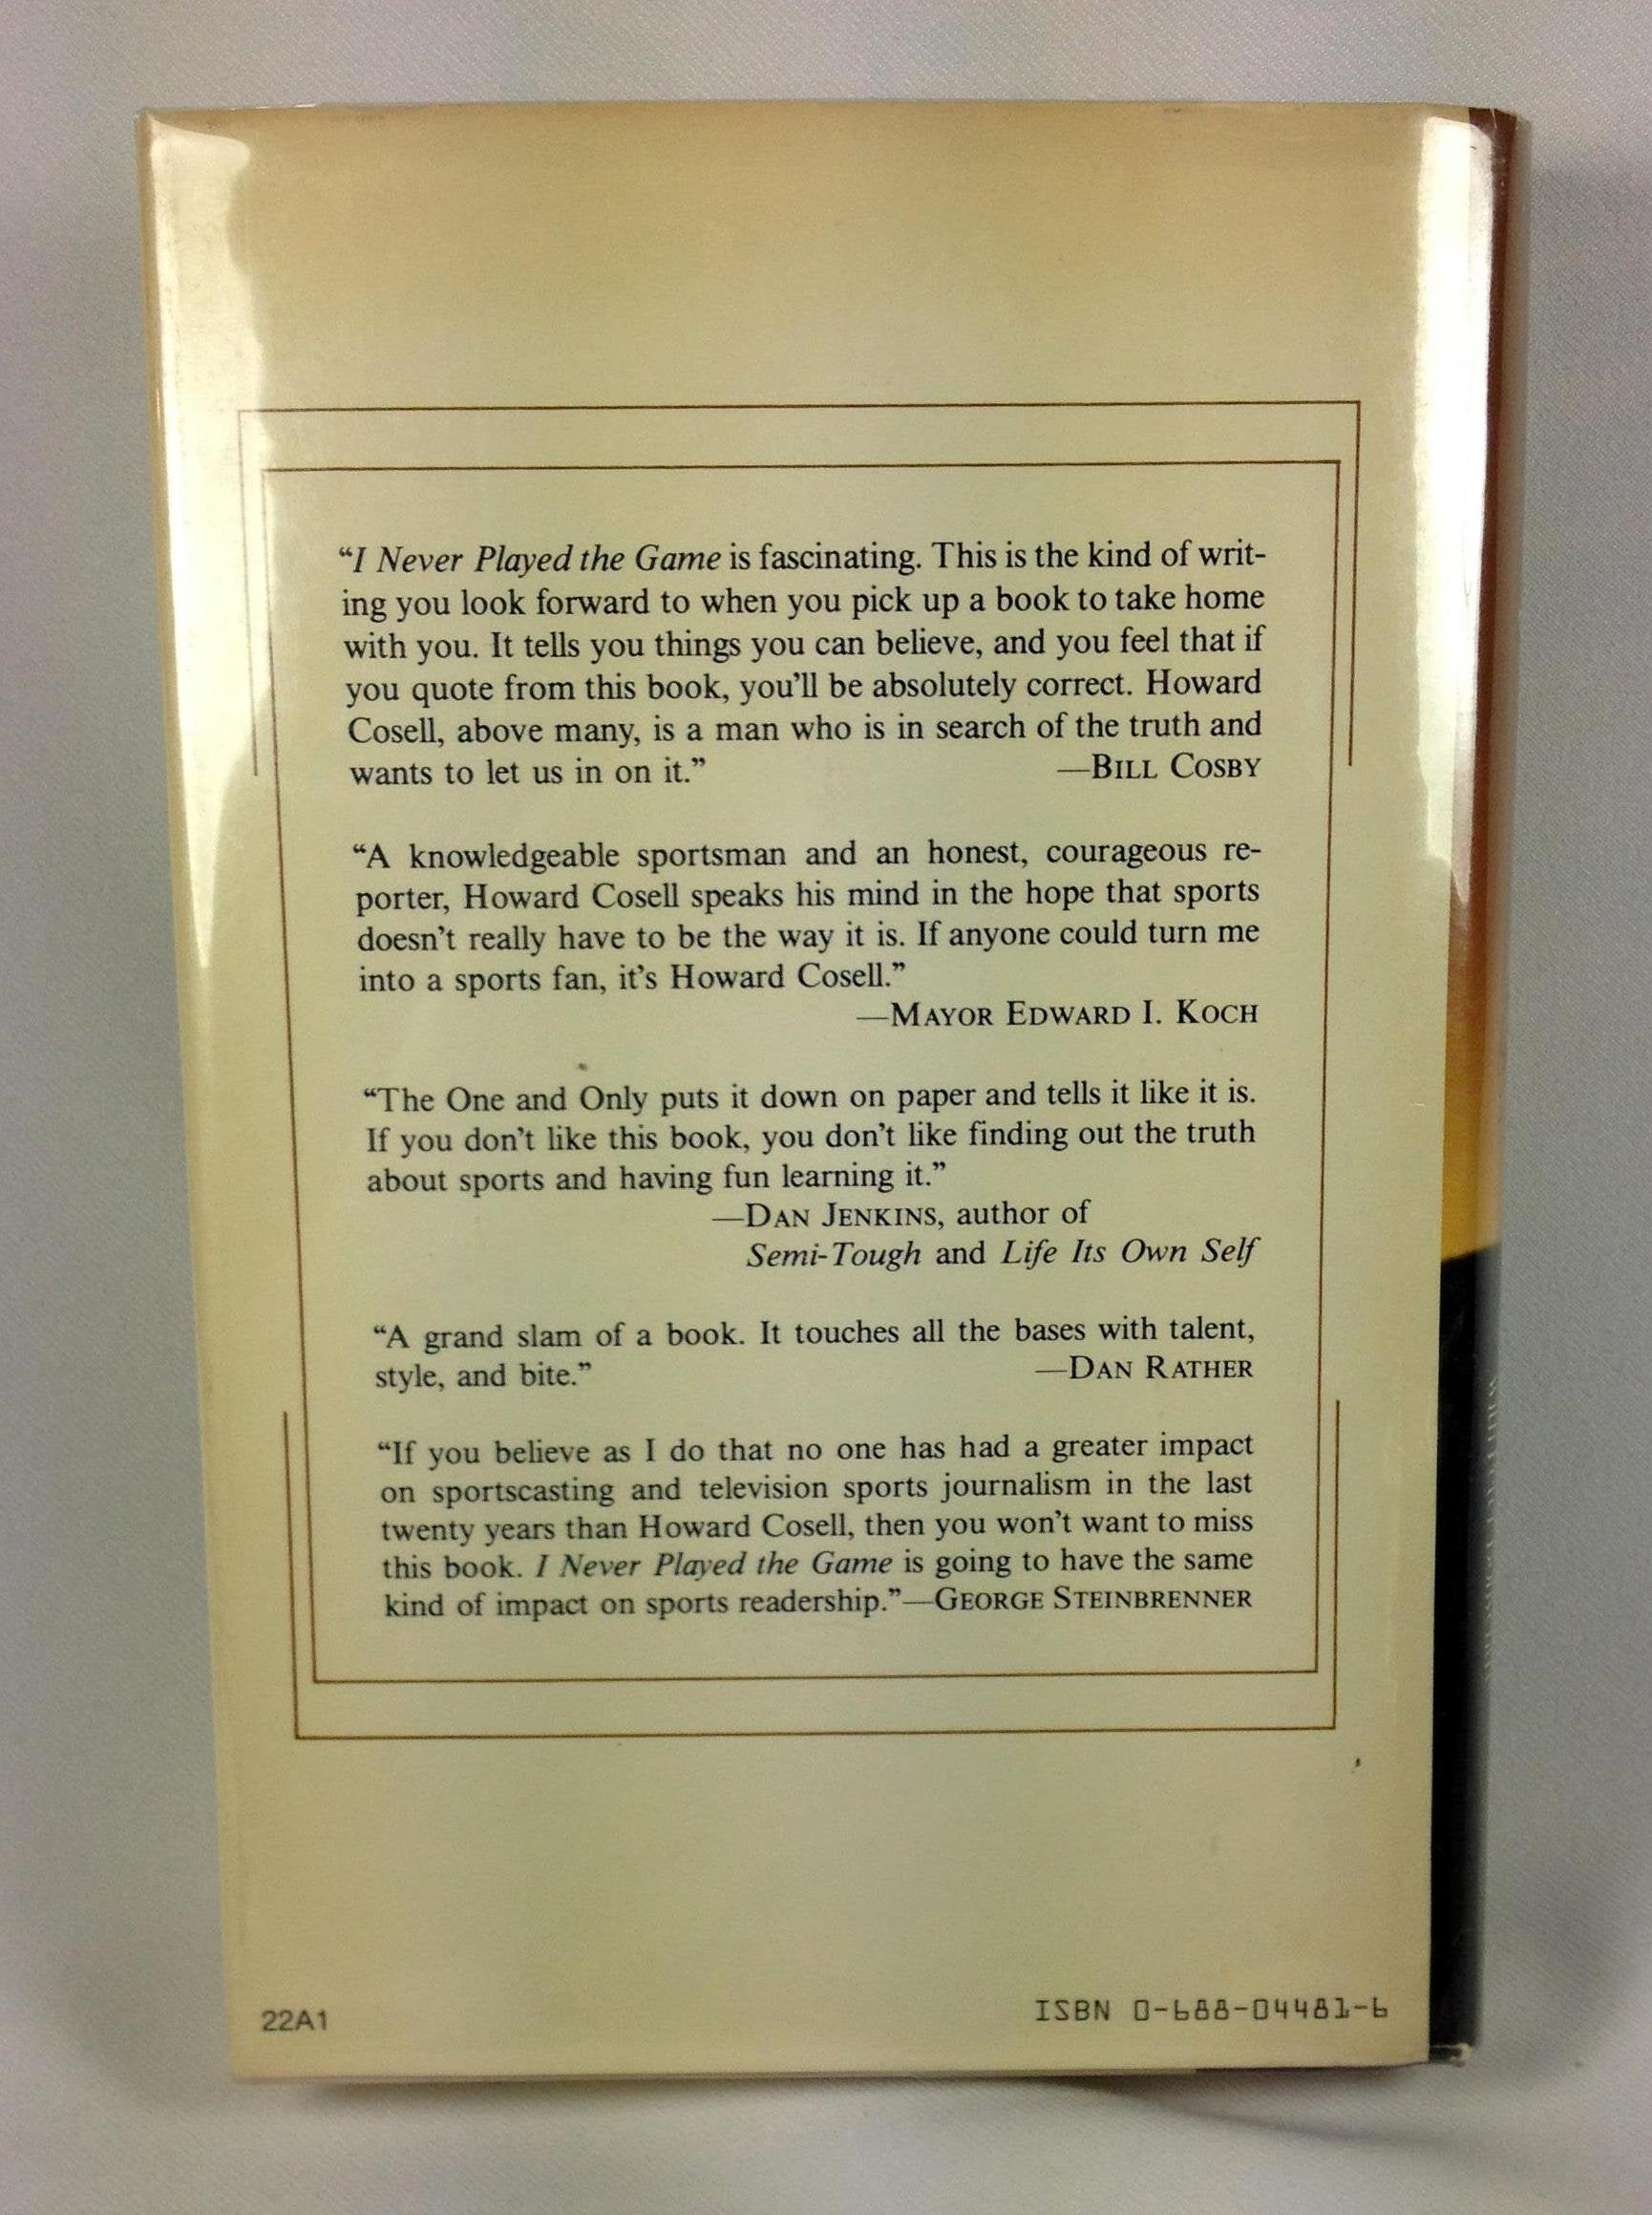 “I Never Played the Game is fascinating. This is the kind of writ-
ing you look forward to when you pick up a book to take home
with you. It tells you things you can believe, and you feel that if
you quote from this book, you’ll be absolutely correct. Howard
Cosell, above many, is a man who is in search of the truth and
wants to let us in on it.” —BILL COSBY
“A knowledgeable sportsman and an honest, courageous re-
porter, Howard Cosell speaks his mind in the hope that sports
doesn’t really have to be the way it is. If anyone could turn me
into a sports fan, it’s Howard Cosell.”
—MAYOR EDWARD I. KOCH
“The One and Only puts it down on paper and tells it like it is.
If you don’t like this book, you don’t like finding out the truth
about sports and having fun learning it.”
—DAN JENKINS, author of
Semi-Tough and Life Its Own Self
“A grand slam of a book. It touches all the bases with talent,
style, and bite.” —DAN RATHER
“If you believe as I do that no one has had a greater impact
on sportscasting and television sports journalism in the last
twenty years than Howard Cosell, then you won’t want to miss
this book. I Never Played the Game is going to have the same
kind of impact on sports readership.”—GEORGE STEINBRENNER
22A1 ISBN 0-688-04481-6